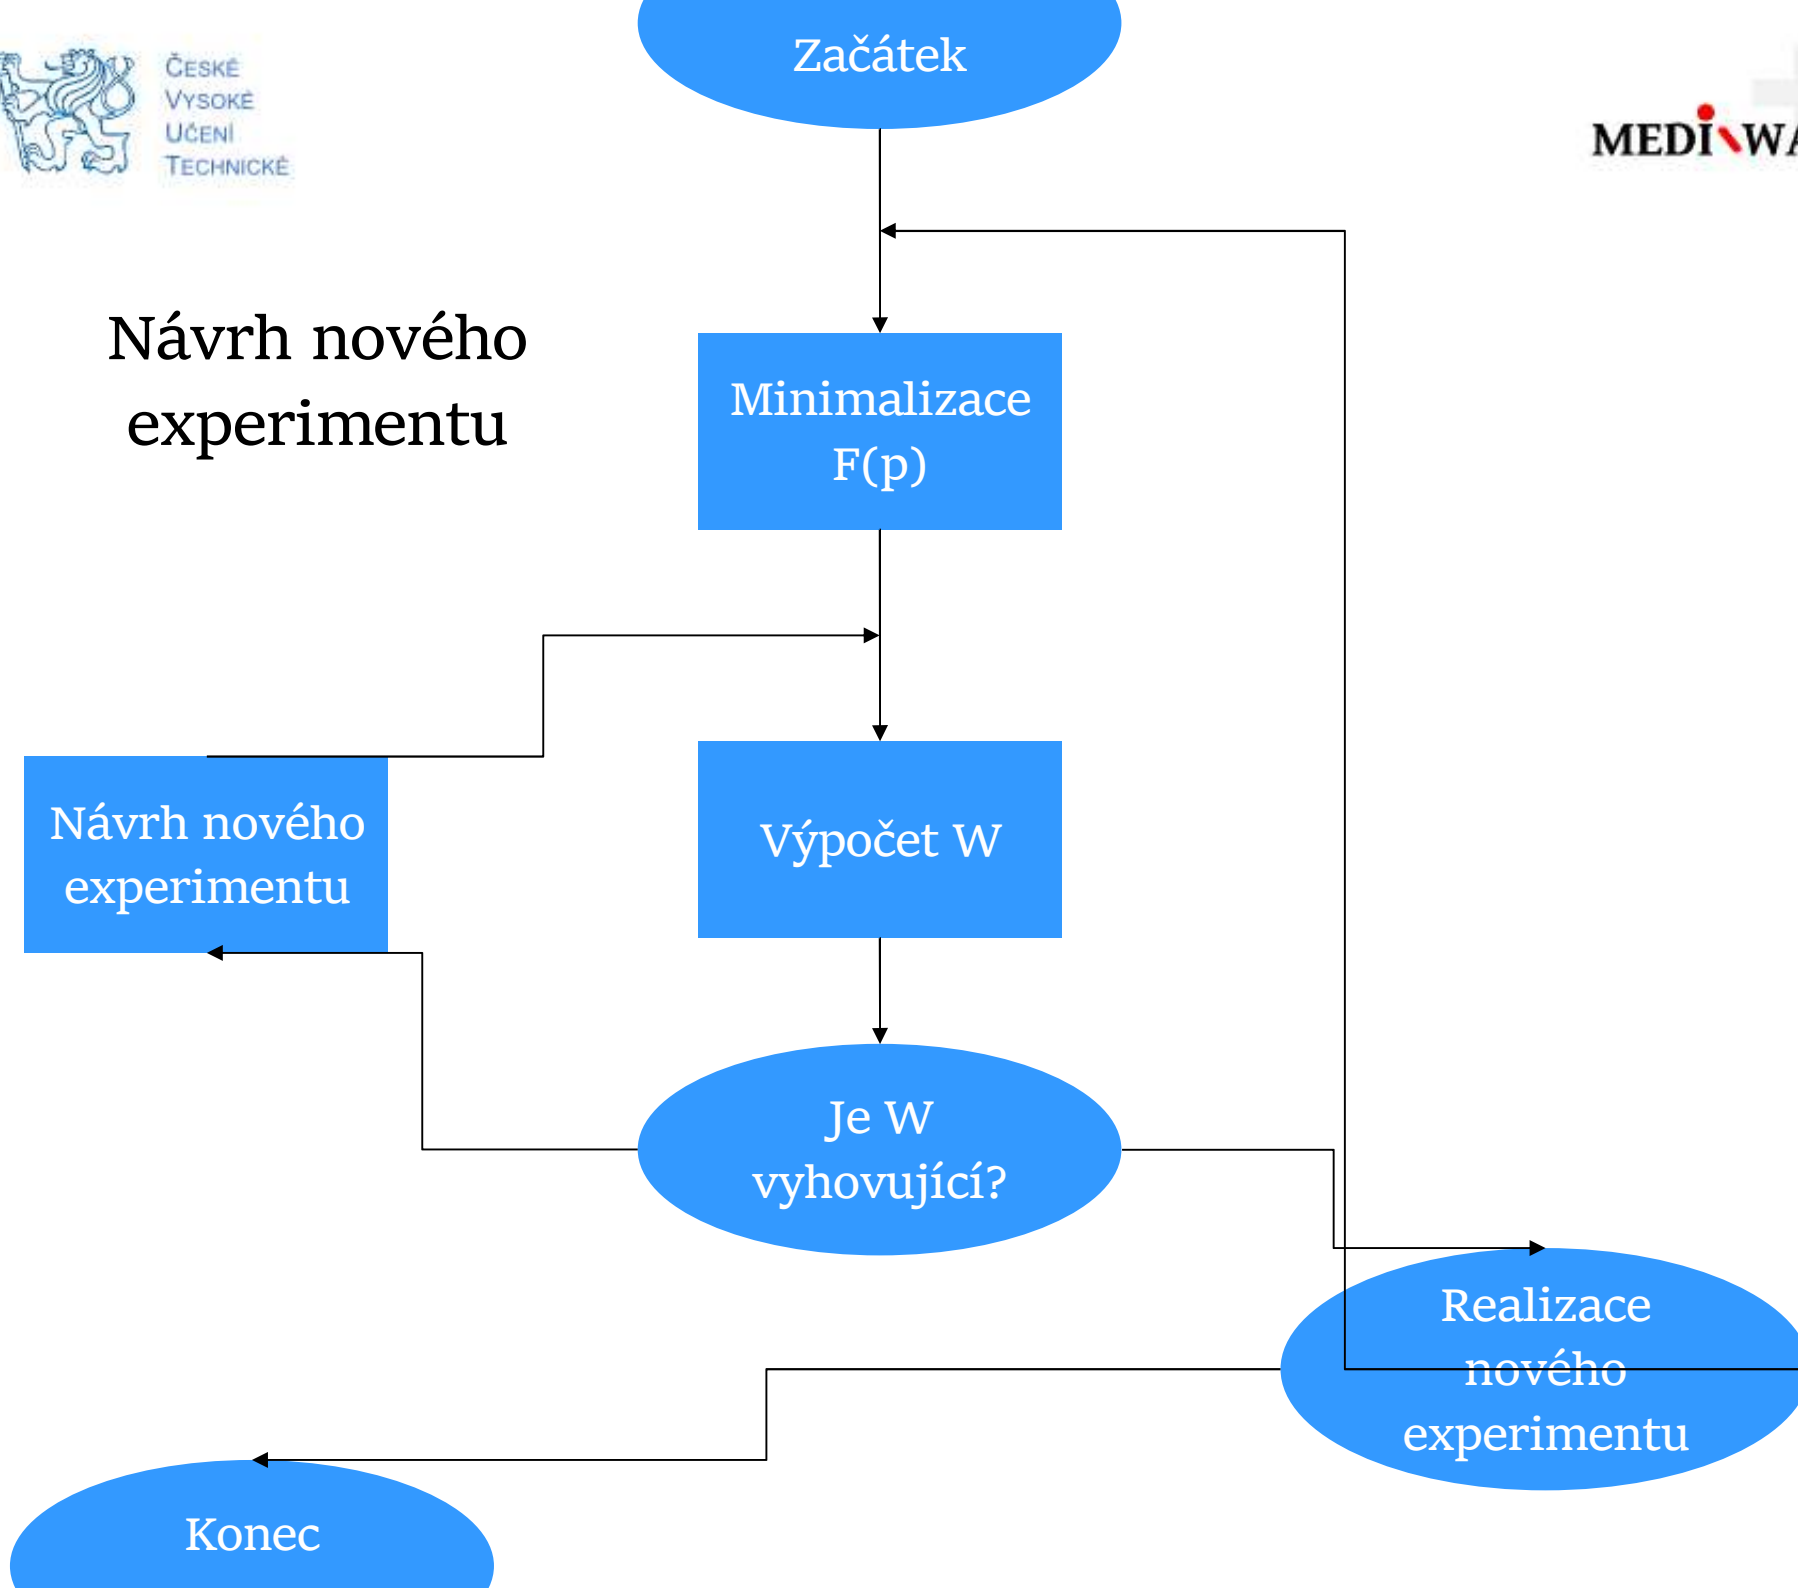 Začátek
ČESKÉ
VYSOKÉ
UČENÍ
TECHNICKÉ
Návrh nového
experimentu
Minimalizace
F(p)
Návrh nového
experimentu
Výpočet W
Je W
vyhovující?
Realizace
nového
experimentu
Konec